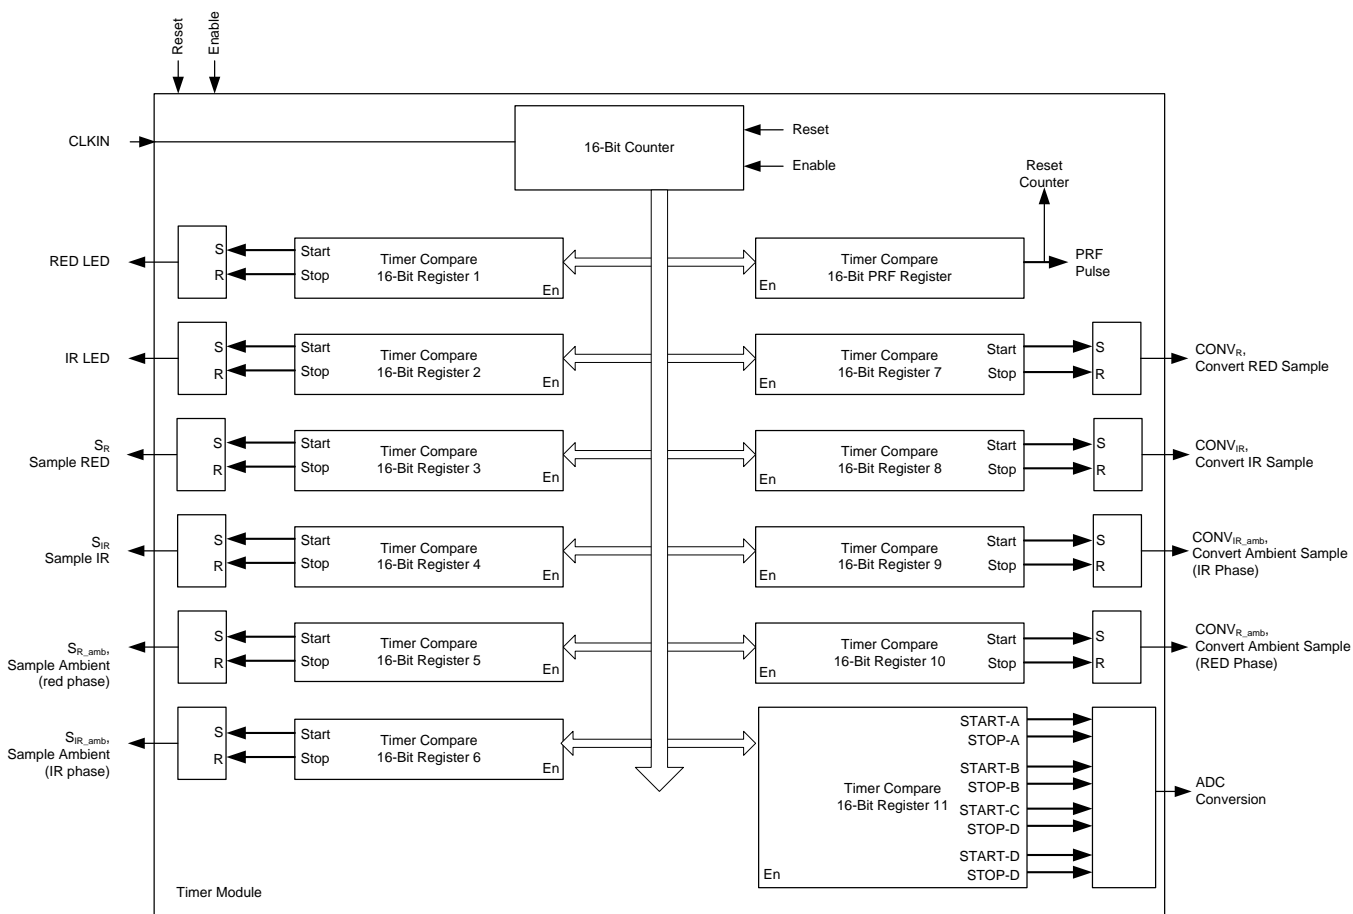 Reset
Enable
CLKIN
16-Bit Counter
Reset
Enable
Reset
Counter
RED LED
S
R
Start
Stop
Timer Compare
16-Bit Register 1
En
Timer Compare
16-Bit PRF Register
En
PRF
Pulse
IR LED
S
R
Start
Stop
Timer Compare
16-Bit Register 2
En
Timer Compare
16-Bit Register 7
En
Start
Stop
S
R
CONVR,
Convert RED Sample
SR
Sample RED
S
R
Start
Stop
Timer Compare
16-Bit Register 3
En
Timer Compare
16-Bit Register 8
En
Start
Stop
S
R
CONVIR,
Convert IR Sample
SIR
Sample IR
S
R
Start
Stop
Timer Compare
16-Bit Register 4
En
Timer Compare
16-Bit Register 9
En
Start
Stop
S
R
CONVIR_amb,
Convert Ambient Sample
(IR Phase)
SR_amb,
Sample Ambient
(red phase)
S
R
Start
Stop
Timer Compare
16-Bit Register 5
En
Timer Compare
16-Bit Register 10
En
Start
Stop
S
R
CONVR_amb,
Convert Ambient Sample
(RED Phase)
SIR_amb,
Sample Ambient
(IR phase)
S
R
Start
Stop
Timer Compare
16-Bit Register 6
En
Timer Compare
16-Bit Register 11
En
START-A
STOP-A
START-B
STOP-B
START-C
STOP-D
START-D
STOP-D
ADC
Conversion
Timer Module